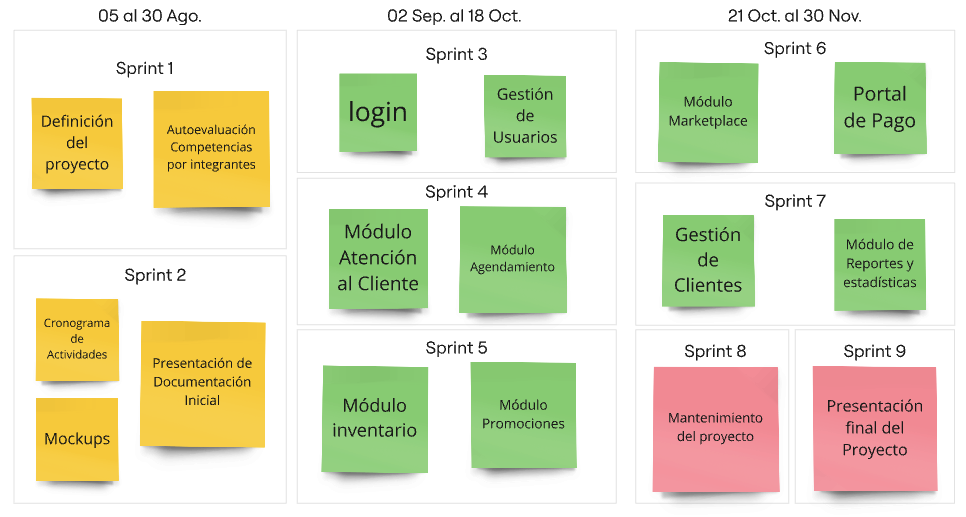 05 al 30 Ago.
Sprint 1
Definición
del
proyecto
Autoevaluación
Competencias
por integrantes
Sprint 2
Cronograma
de
Actividades
Mockups
Presentación de
Documentación
Inicial
02 Sep. al 18 Oct.
Sprint 3
login
Gestión
de
Usuarios
Sprint 4
Módulo
Atención
al Cliente
Módulo
Agendamiento
Sprint 5
Módulo
inventario
Módulo
Promociones
21 Oct. al 30 Nov.
Sprint 6
Módulo
Marketplace
Portal
de Pago
Sprint 7
Gestión
de
Clientes
Módulo de
Reportes y
estadísticas
Sprint 8
Mantenimiento
del proyecto
Sprint 9
Presentación
final del
Proyecto